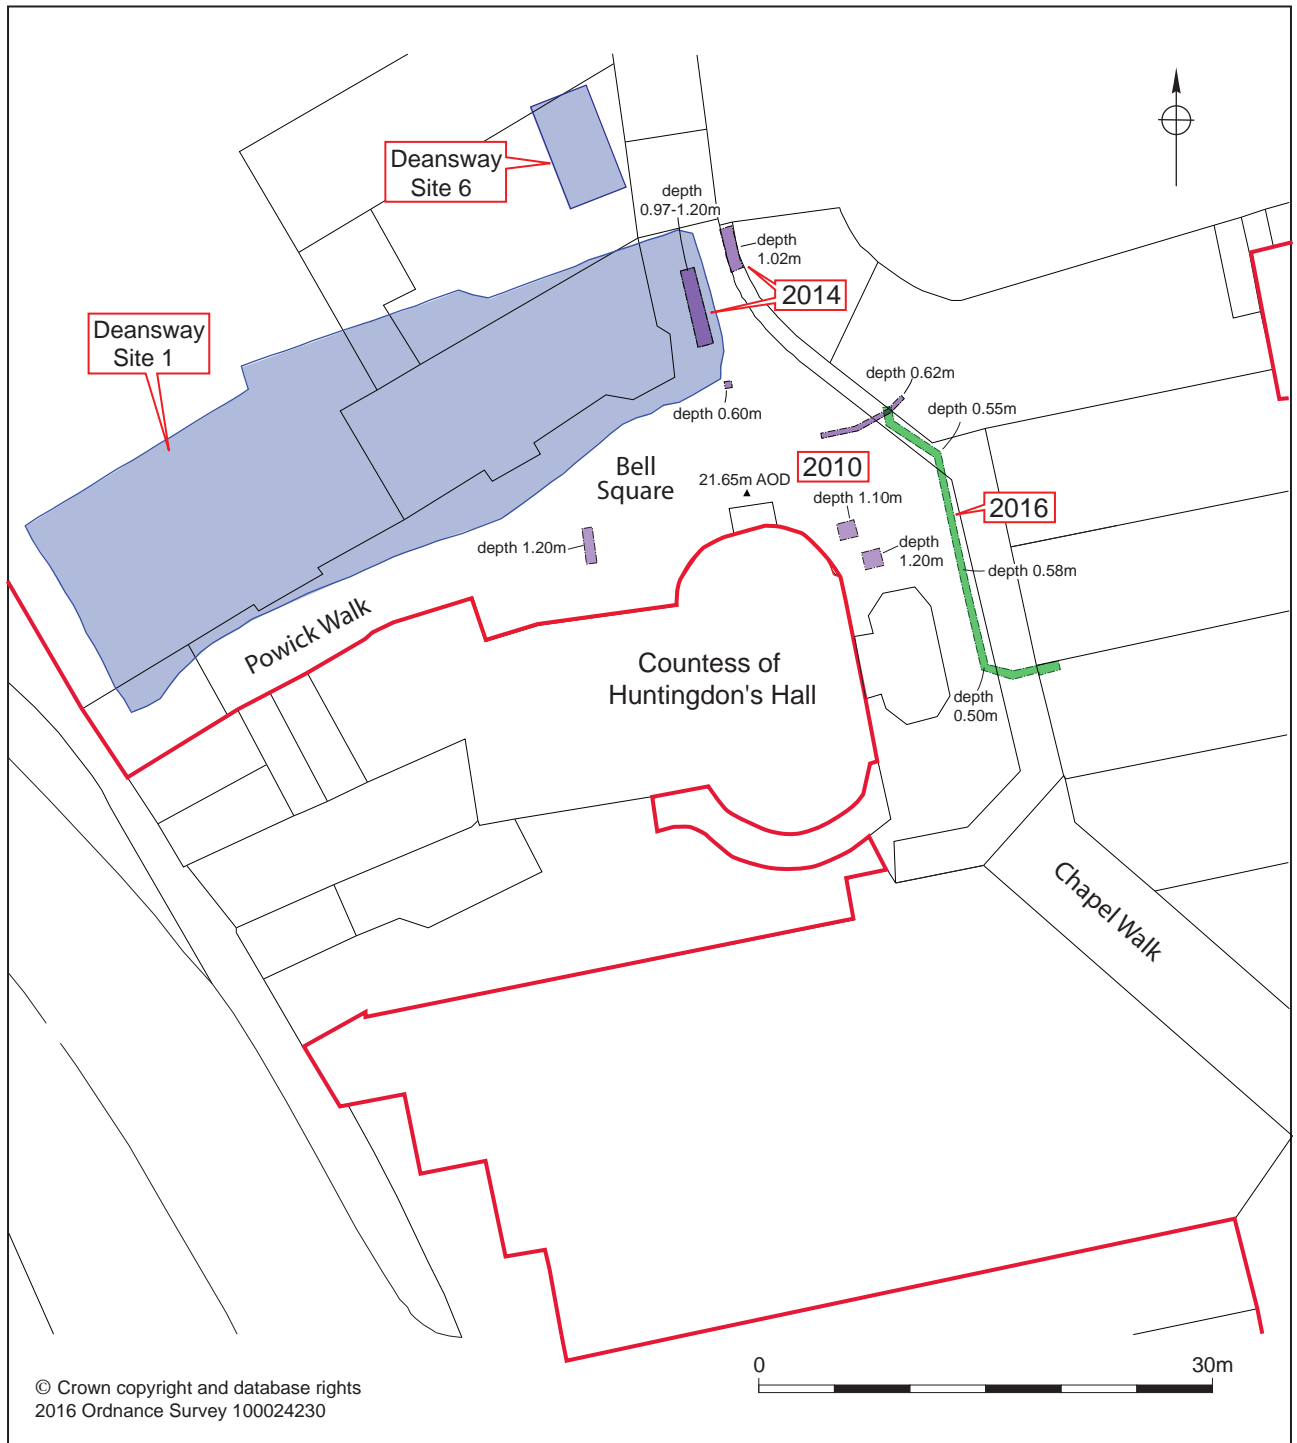 Deansway
Site 6
depth
0.97-1.20m
depth
1.02m
2014
Deansway
Site 1
depth 0.62m
depth 0.60m
depth 0.55m
Bell
Square
2010
21.65m AOD
depth 1.10m
2016
depth 1.20m
depth
1.20m
depth 0.58m
Powick Walk
Countess of
Huntingdon's Hall
depth
0.50m
Chapel Walk
0
30m
© Crown copyright and database rights
2016 Ordnance Survey 100024230